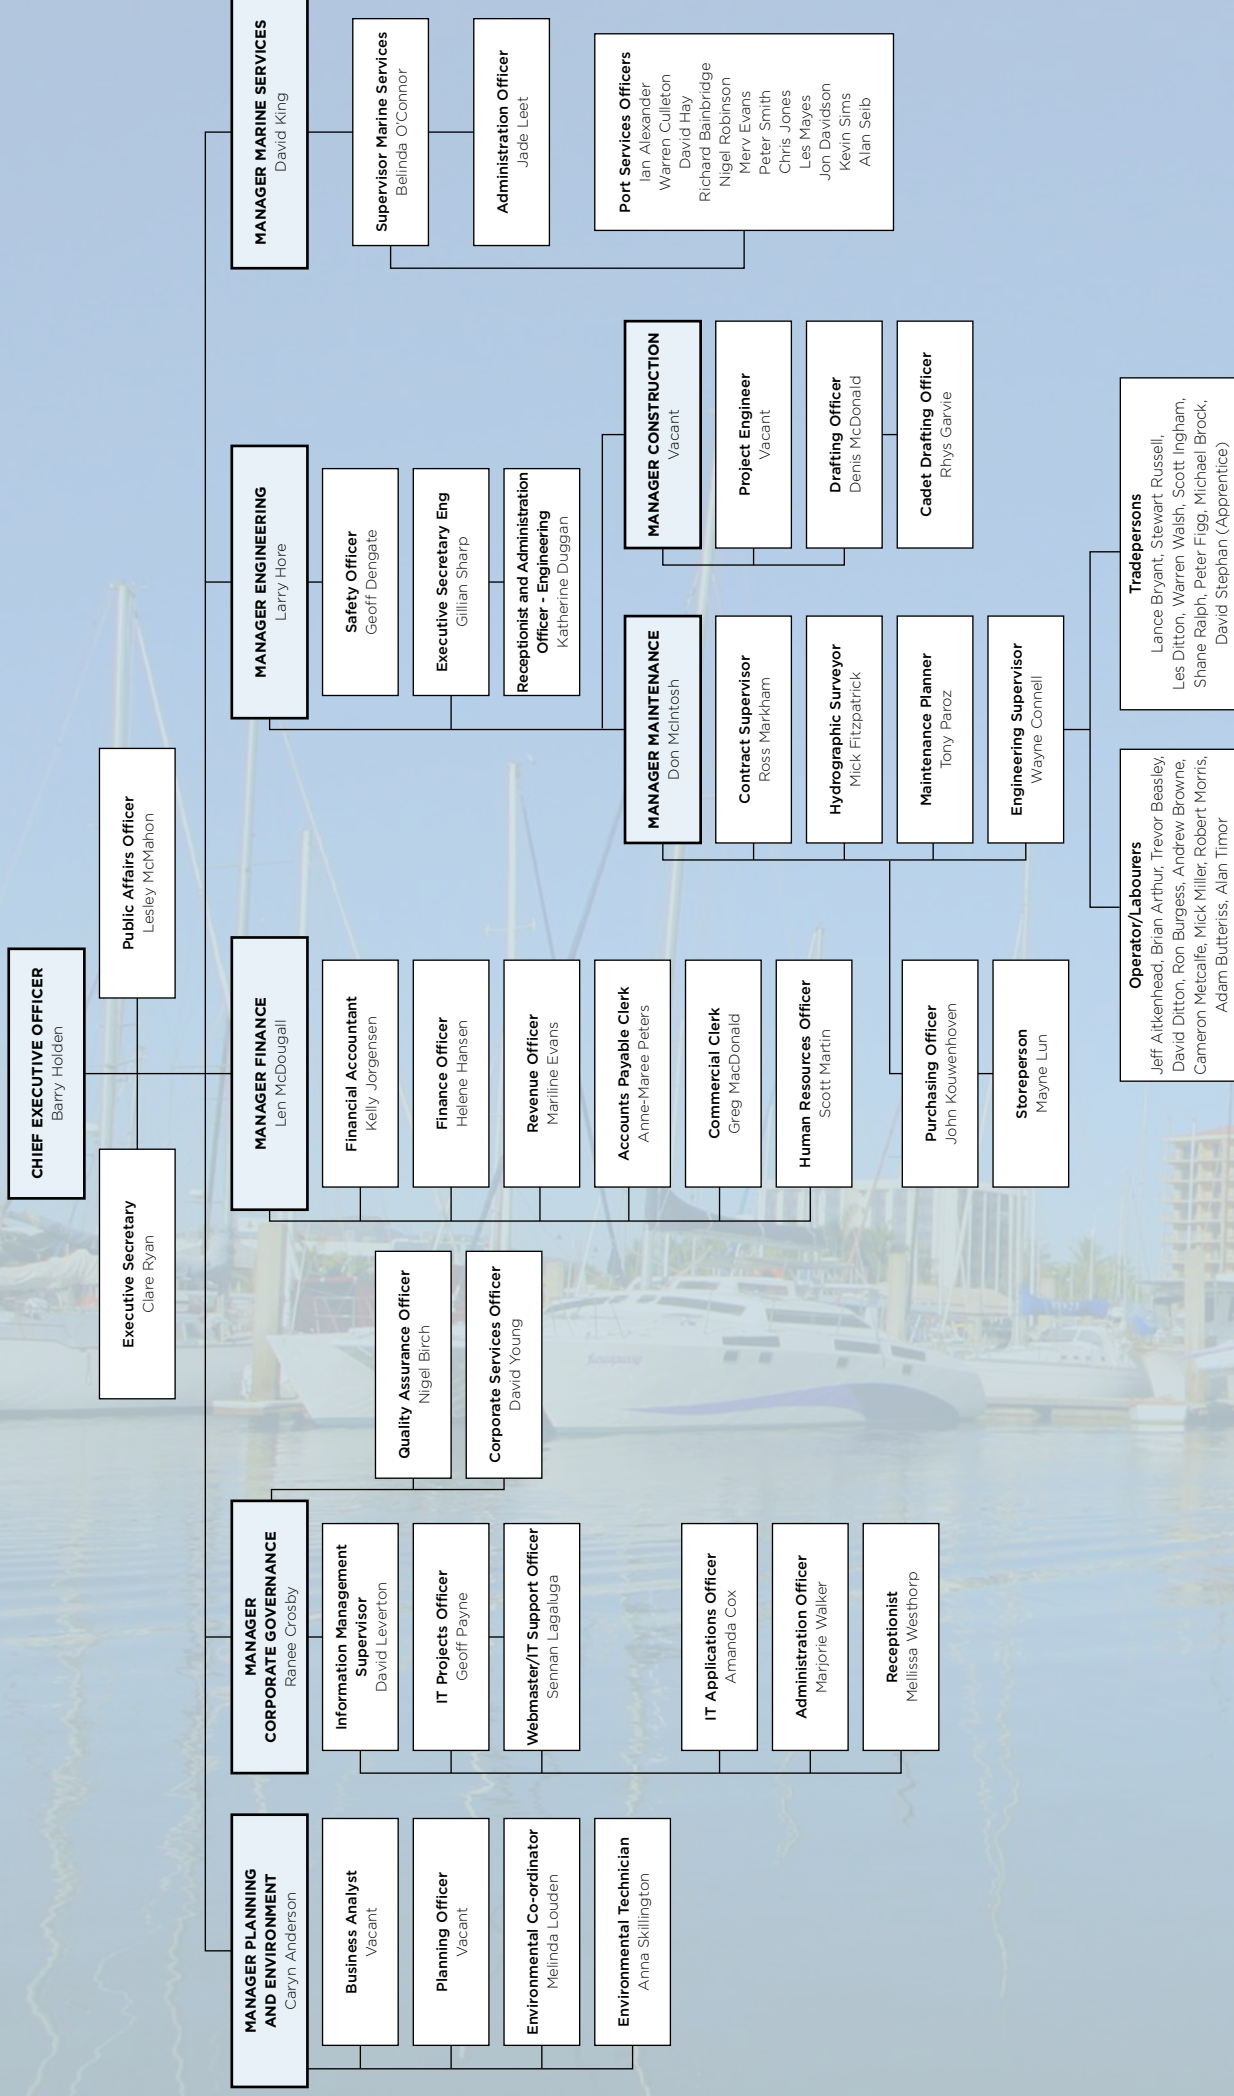 CHIEF EXECUTIVE OFFICER
Barry Holden
Executive Secretary
Clare Ryan
Public Affairs Officer
Lesley McMahon
MANAGER PLANNING
AND ENVIRONMENT
Caryn Anderson
Business Analyst
Vacant
Planning Officer
Vacant
Environmental Co-ordinator
Melinda Louden
Environmental Technician
Anna Skillington
MANAGER
CORPORATE GOVERNANCE
Ranee Crosby
Information Management
Supervisor
David Leverton
IT Projects Officer
Geoff Payne
Webmaster/IT Support Officer
Sennan Lagaluga
IT Applications Officer
Amanda Cox
Administration Officer
Marjorie Walker
Receptionist
Mellissa Westhorp
Quality Assurance Officer
Nigel Birch
Corporate Services Officer
David Young
MANAGER FINANCE
Len McDougall
Financial Accountant
Kelly Jorgensen
Finance Officer
Helene Hansen
Revenue Officer
Mariline Evans
Accounts Payable Clerk
Anne-Maree Peters
Commercial Clerk
Greg MacDonald
Human Resources Officer
Scott Martin
Purchasing Officer
John Kouwenhoven
Storeperson
Mayne Lun
MANAGER ENGINEERING
Larry Hore
Safety Officer
Geoff Dengate
Executive Secretary Eng
Gillian Sharp
Receptionist and Administration
Officer - Engineering
Katherine Duggan
MANAGER MAINTENANCE
Don McIntosh
Contract Supervisor
Ross Markham
Hydrographic Surveyor
Mick Fitzpatrick
Maintenance Planner
Tony Paroz
Engineering Supervisor
Wayne Connell
Operator/Labourers
Jeff Aitkenhead, Brian Arthur, Trevor Beasley,
David Ditton, Ron Burgess, Andrew Browne,
Cameron Metcalfe, Mick Miller, Robert Morris,
Adam Butteriss, Alan Timor
Tradepersons
Lance Bryant, Stewart Russell,
Les Ditton, Warren Walsh, Scott Ingham,
Shane Ralph, Peter Figg, Michael Brock,
David Stephan (Apprentice)
MANAGER CONSTRUCTION
Vacant
Project Engineer
Vacant
Drafting Officer
Denis McDonald
Cadet Drafting Officer
Rhys Garvie
MANAGER MARINE SERVICES
David King
Supervisor Marine Services
Belinda O'Connor
Administration Officer
Jade Leet
Port Services Officers
Ian Alexander
Warren Culleton
David Hay
Richard Bainbridge
Nigel Robinson
Merv Evans
Peter Smith
Chris Jones
Les Mayes
Jon Davidson
Kevin Sims
Alan Seib